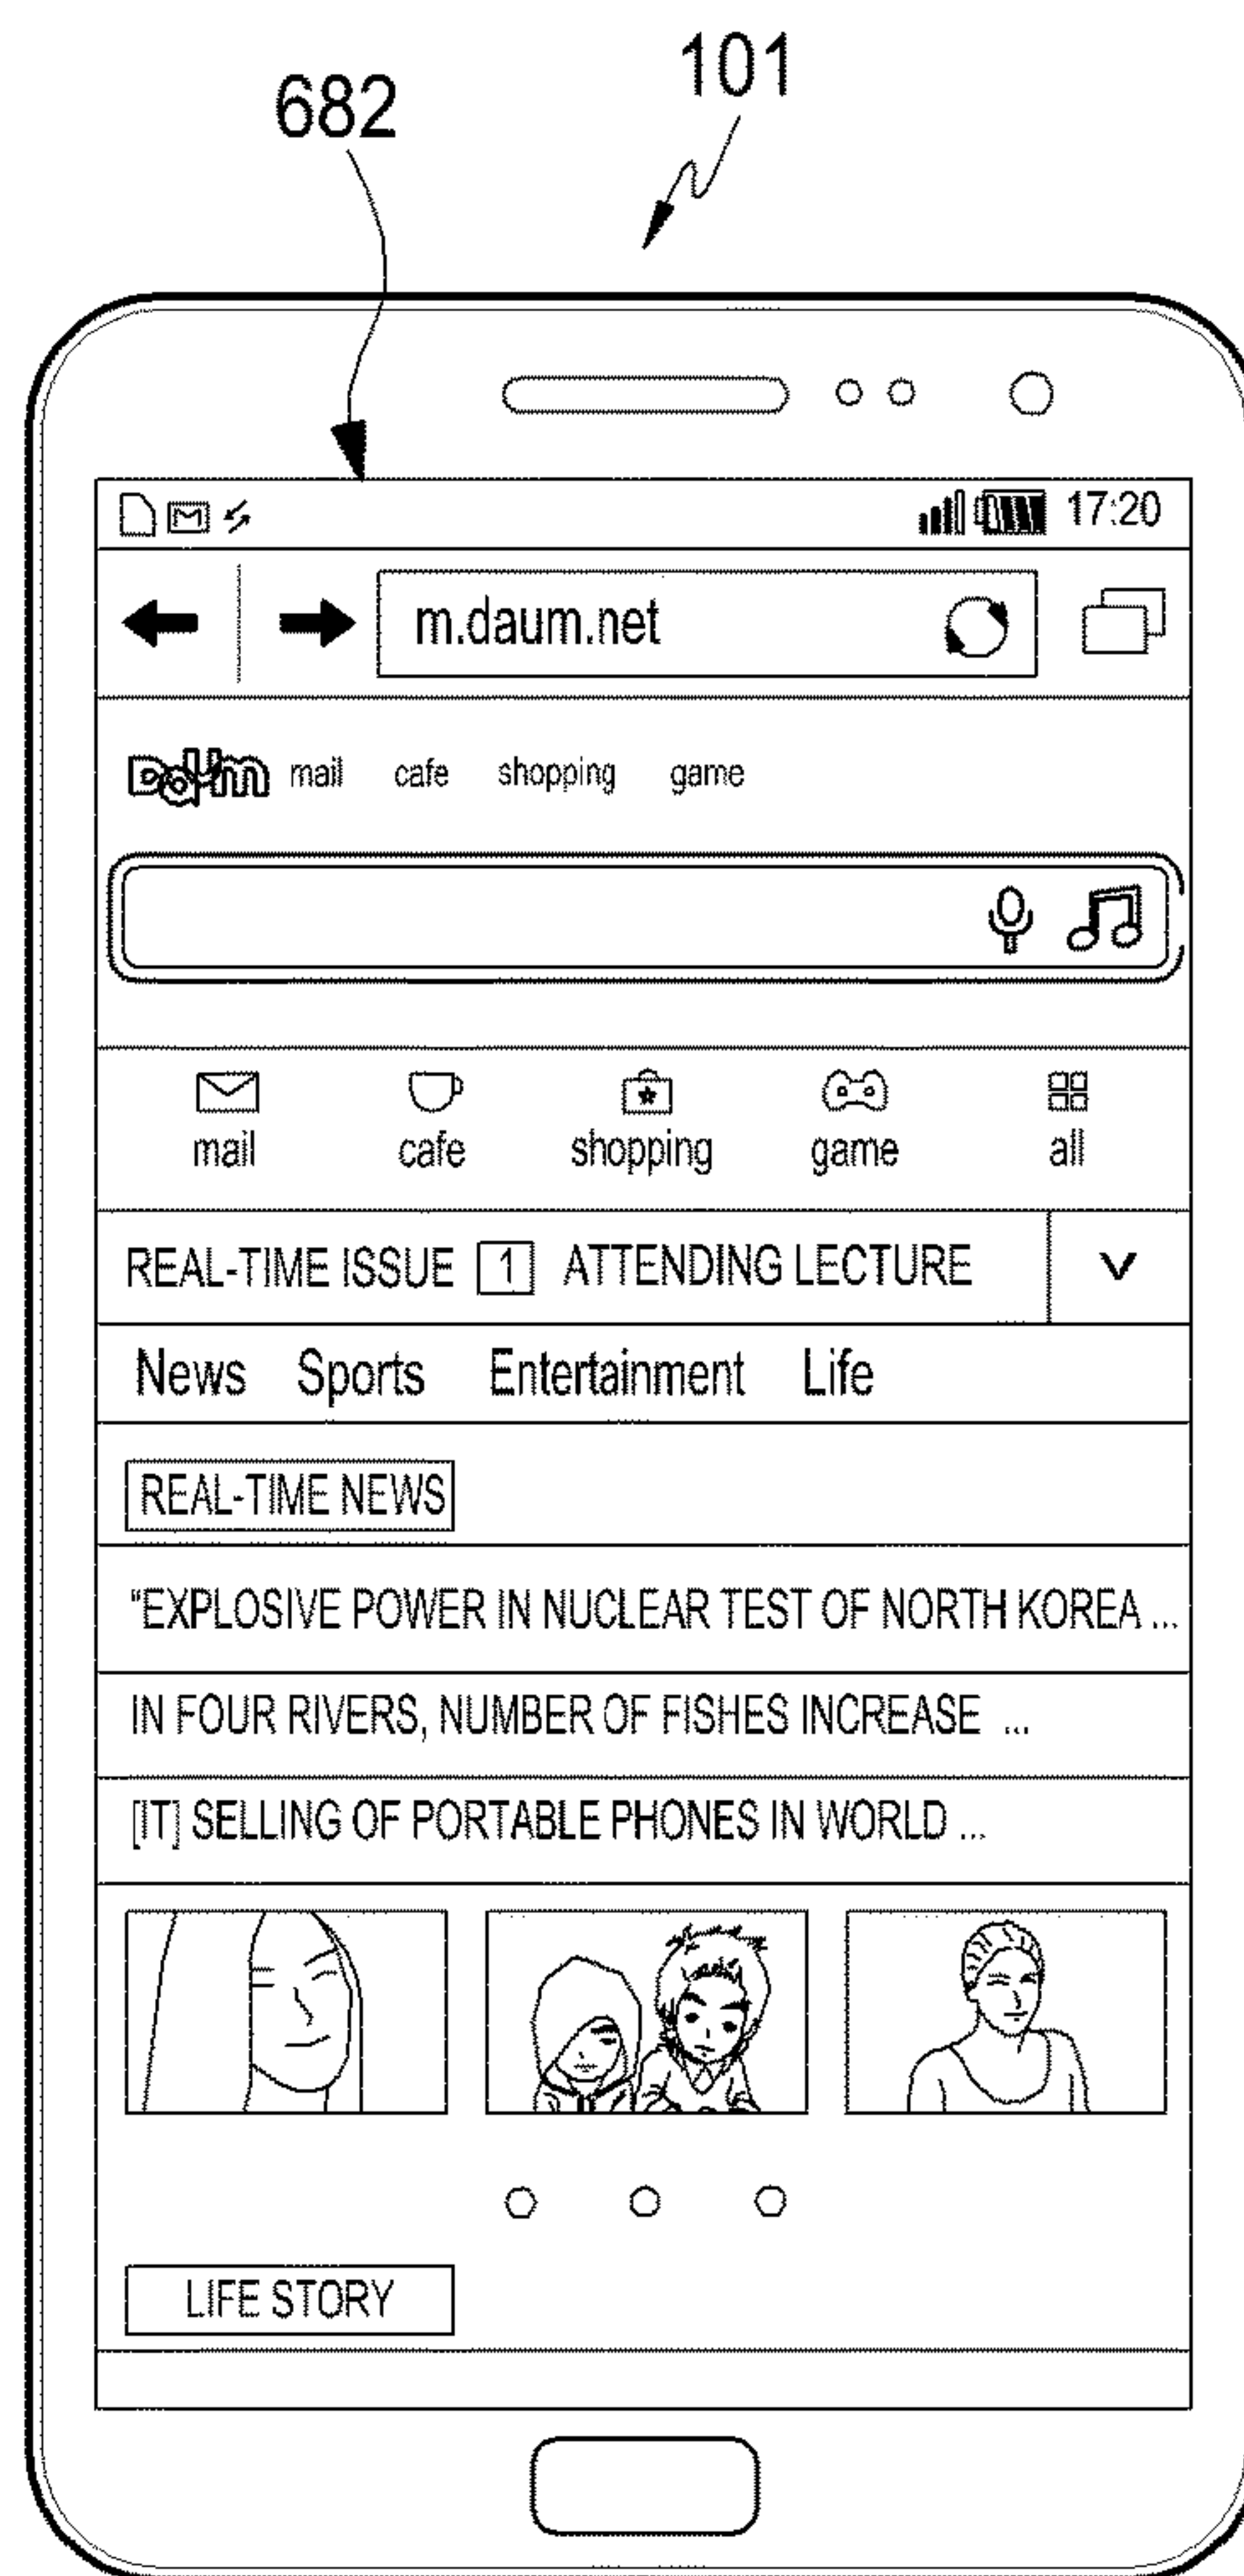 101
682
17:20
m.daum.net
Daum mail cafe shopping game
mail cafe shopping game all
REAL-TIME ISSUE 1 ATTENDING LECTURE
News Sports Entertainment Life
REAL-TIME NEWS
"EXPLOSIVE POWER IN NUCLEAR TEST OF NORTH KOREA ...
IN FOUR RIVERS, NUMBER OF FISHES INCREASE ...
[IT] SELLING OF PORTABLE PHONES IN WORLD ...
LIFE STORY